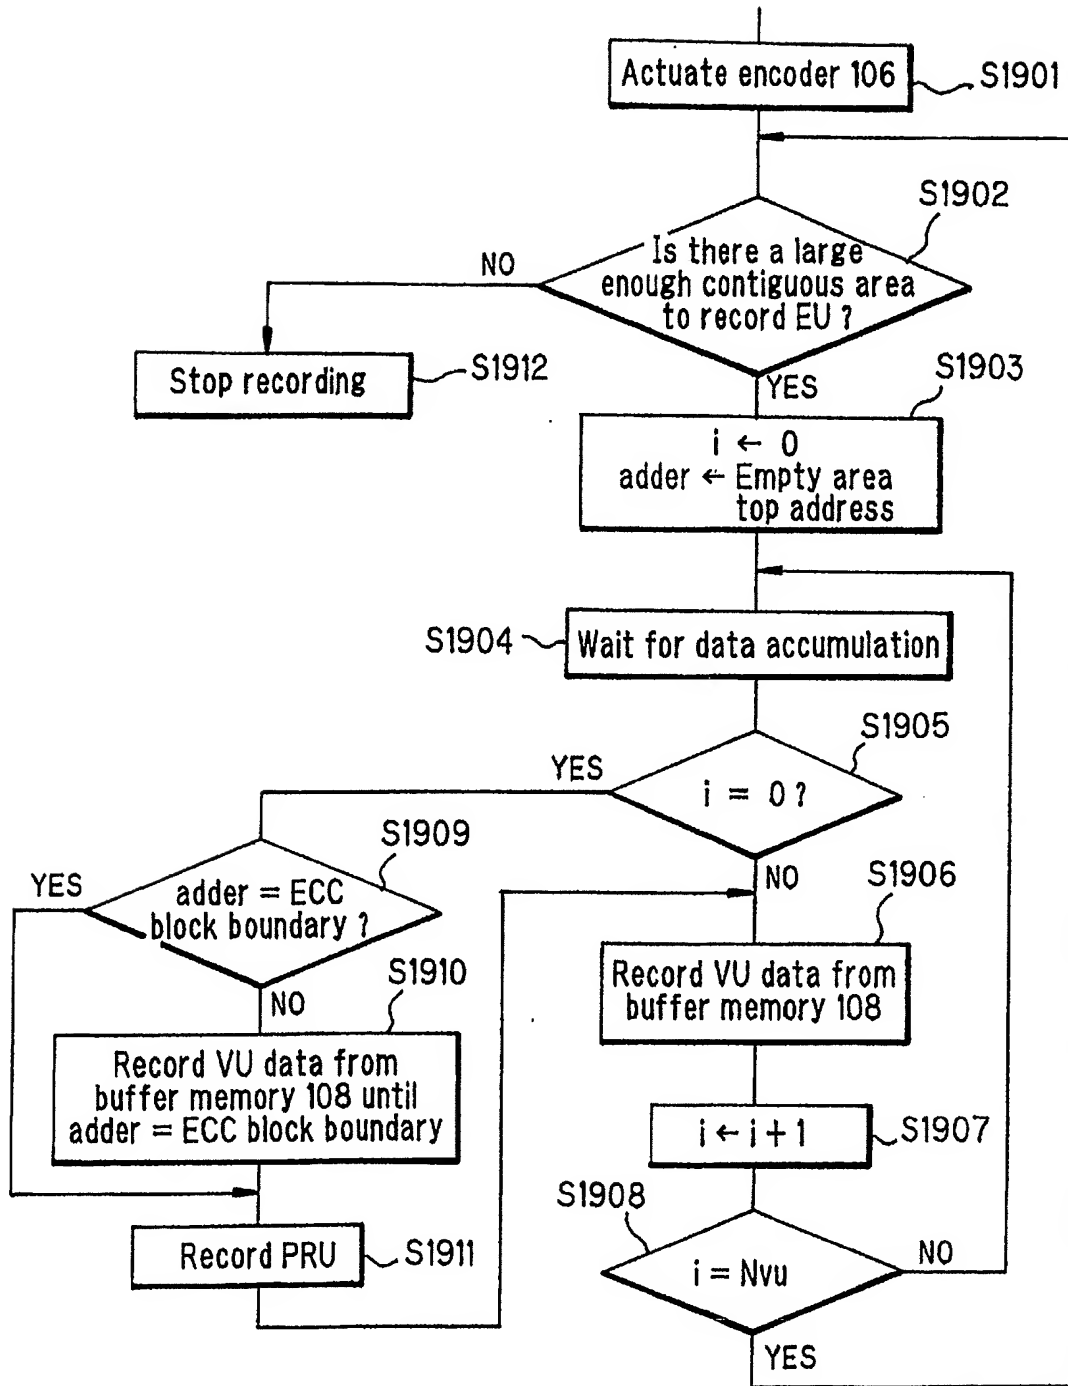 Actuate encoder 106
S1901
S1902
Is there a large
enough contiguous area
to record EU ?
NO
YES
Stop recording
S1912
S1903
i ← 0
adder ← Empty area
top address
S1904
Wait for data accumulation
S1905
i = 0 ?
YES
NO
S1909
adder = ECC
block boundary ?
YES
NO
S1910
Record VU data from
buffer memory 108 until
adder = ECC block boundary
Record PRU
S1911
S1906
Record VU data from
buffer memory 108
i ← i + 1
S1907
S1908
i = Nvu
NO
YES